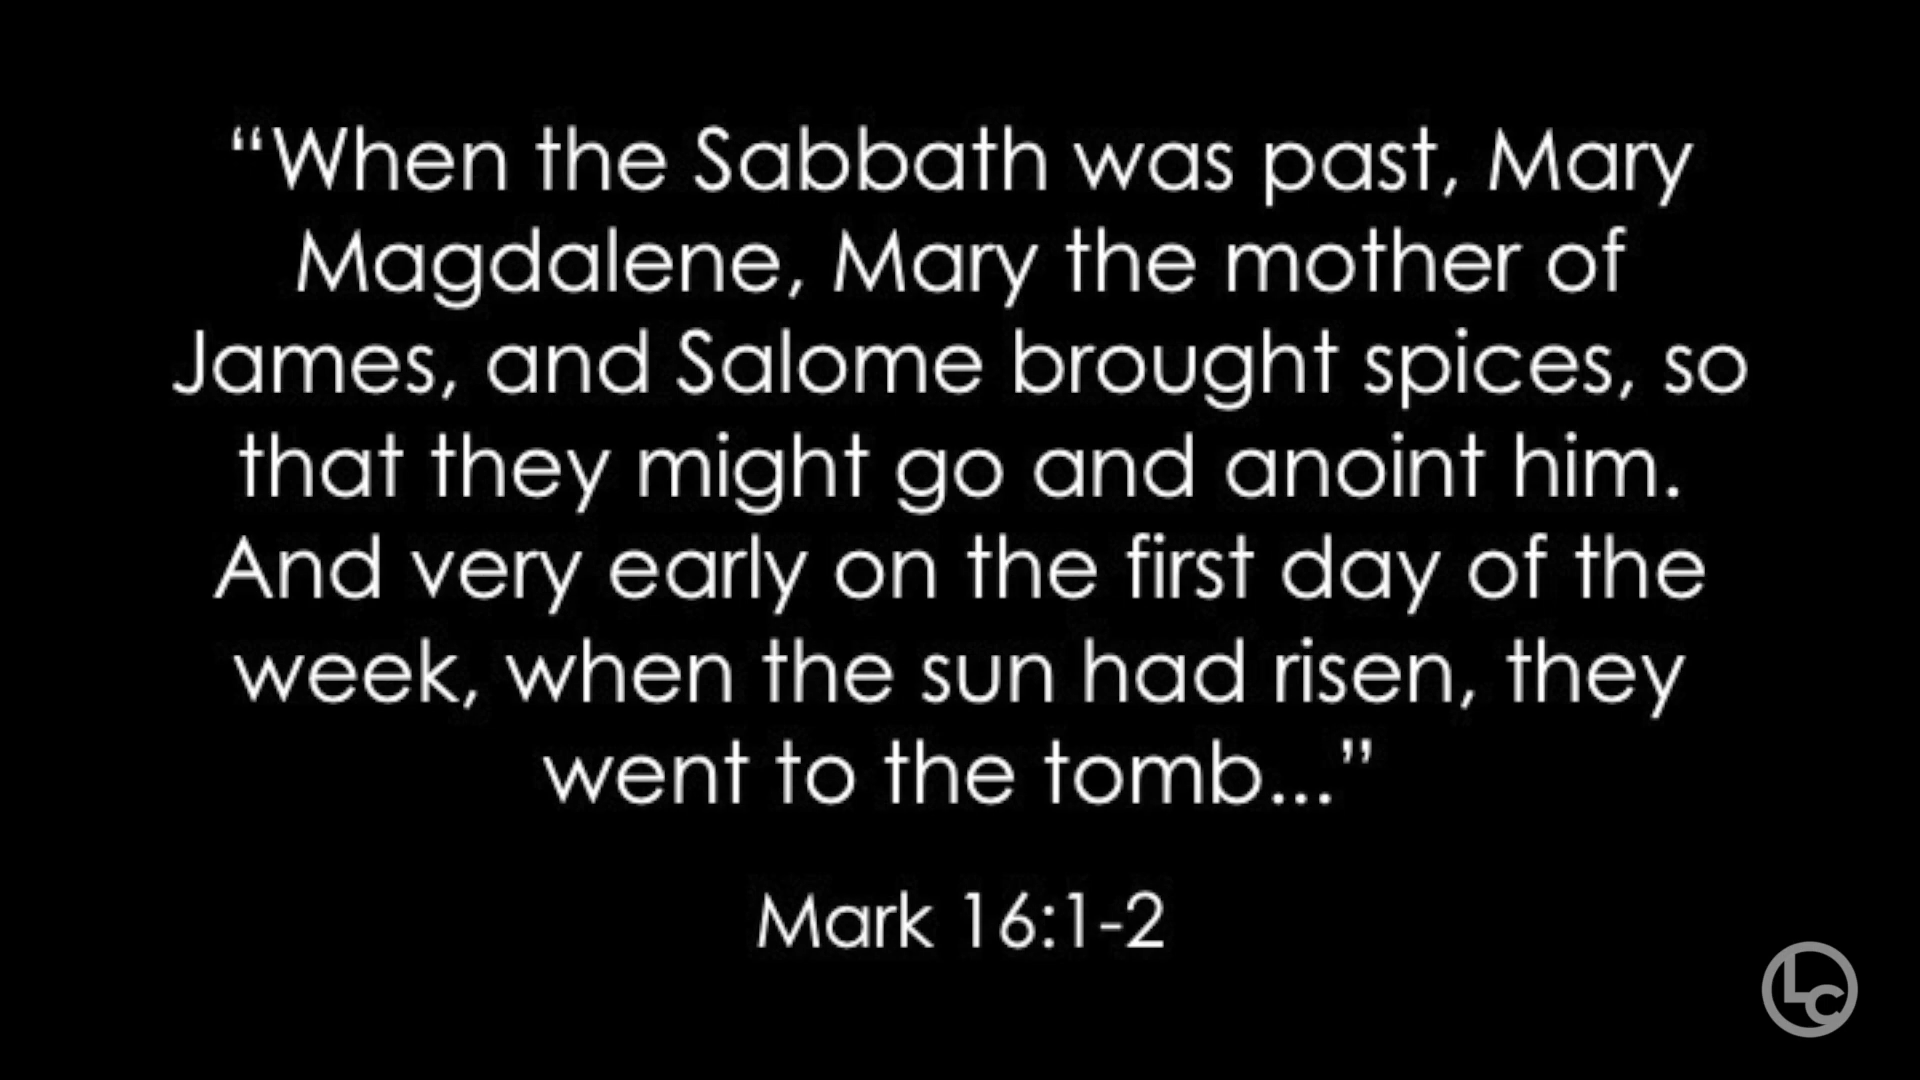 “When the Sabbath was past, Mary
Magdalene, Mary the mother of
James, and Salome brought spices, so
that they might go and anoint him.
And very early on the first day of the
week, when the sun had risen, they
went to the tomb...”
Mark 16:1-2
LC